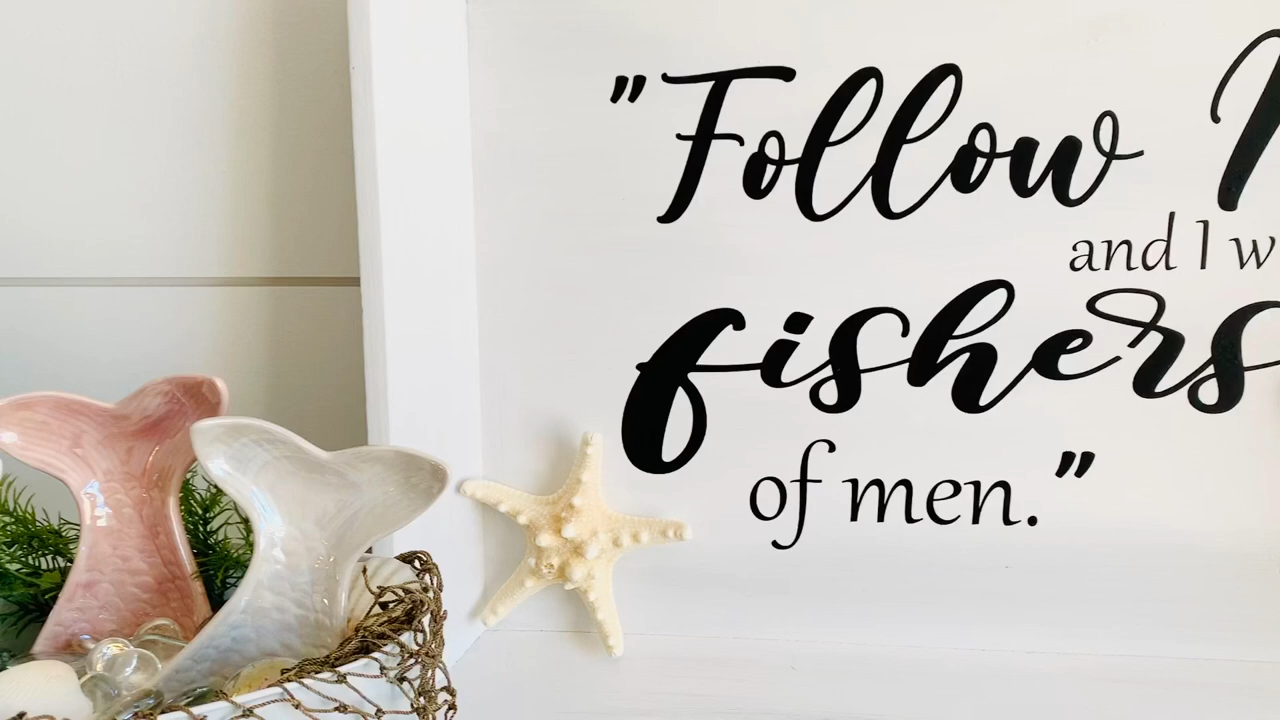 "Follow
and I
fishers
of men."